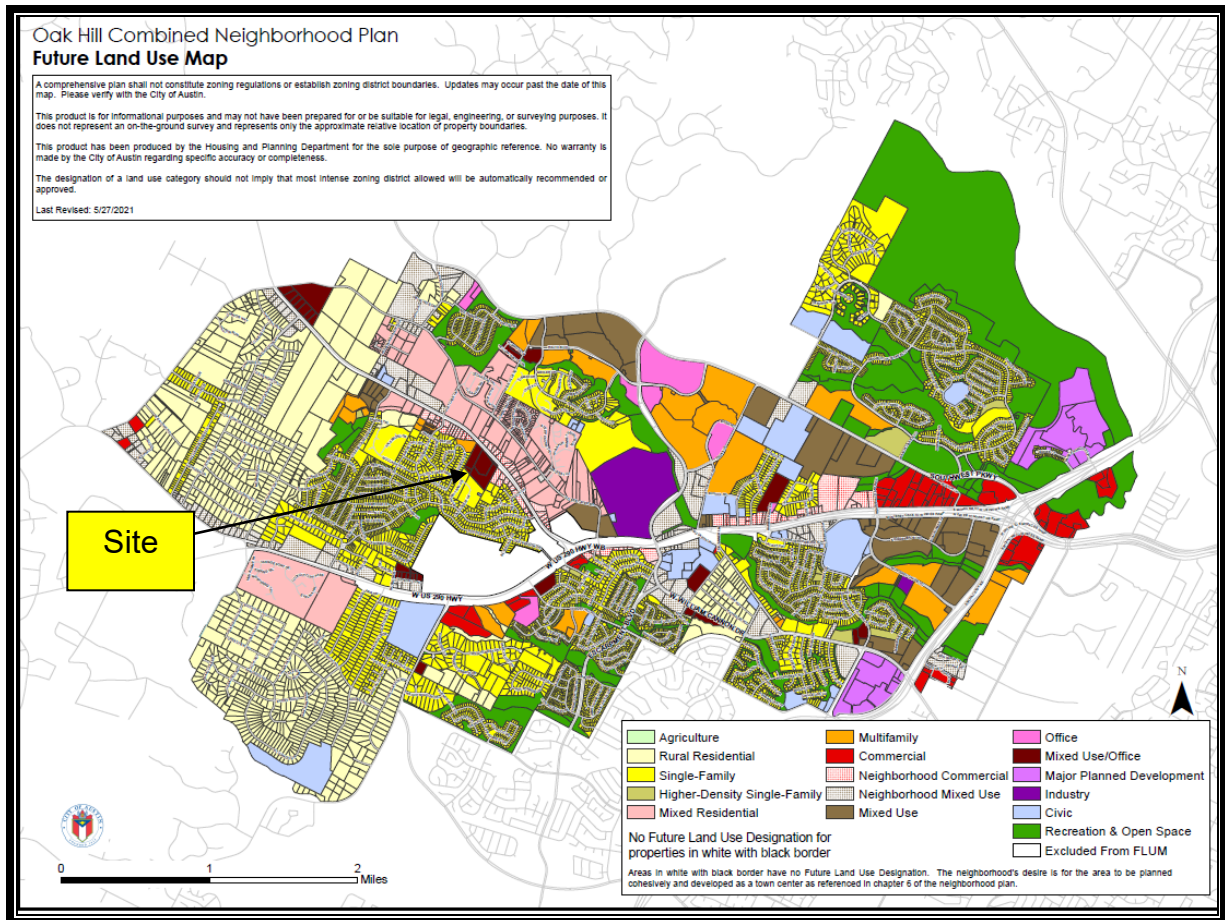 Oak Hill Combined Neighborhood Plan
Future Land Use Map
A comprehensive plan shall not constitute zoning regulations or establish zoning district boundaries. Updates may occur past the date of this
map. Please verify with the City of Austin.
This product is for informational purposes and may not have been prepared for or be suitable for legal, engineering, or surveying purposes. It
does not represent an on-the-ground survey and represents only the approximate relative location of property boundaries.
This product has been produced by the Housing and Planning Department for the sole purpose of geographic reference. No warranty is
made by the City of Austin regarding specific accuracy or completeness.
The designation of a land use category should not imply that most intense zoning district allowed will be automatically recommended or
approved.
Last Revised: 5/27/2021
Site
SOUTHWEST PKWY
W US 290 HWY WB
W US 290 HWY
W WILLIAM CANNON DR
N
Agriculture
Rural Residential
Single-Family
Higher-Density Single-Family
Mixed Residential
Multifamily
Commercial
Neighborhood Commercial
Neighborhood Mixed Use
Mixed Use
Office
Mixed Use/Office
Major Planned Development
Industry
Civic
Recreation & Open Space
Excluded From FLUM
No Future Land Use Designation for
properties in white with black border
Areas in white with black border have no Future Land Use Designation. The neighborhood's desire is for the area to be planned
cohesively and developed as a town center as referenced in chapter 6 of the neighborhood plan.
0 1 2
Miles